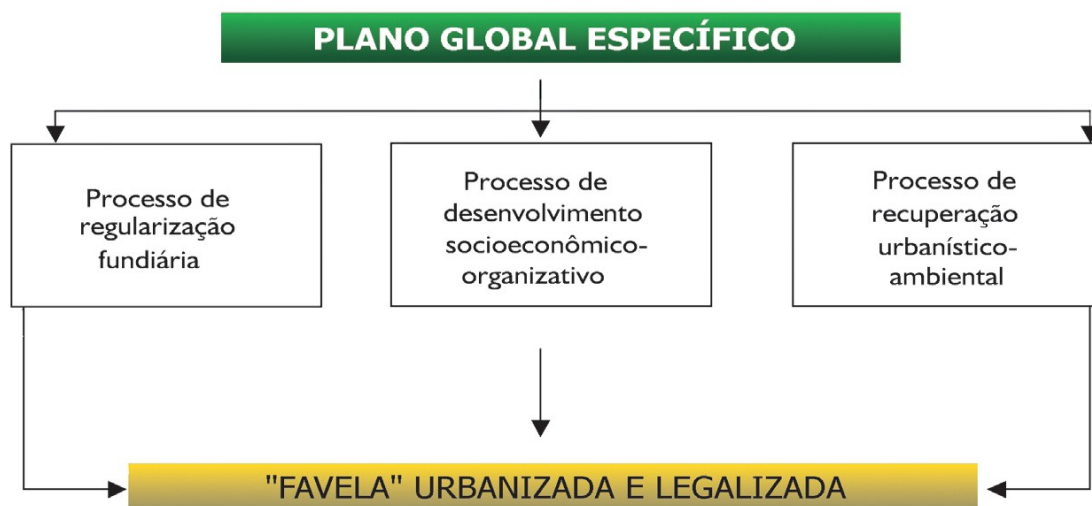 PLANO GLOBAL ESPECÍFICO
Processo de
regularização
fundiária
Processo de
desenvolvimento
socioeconômico-
organizativo
Processo de
recuperação
urbanístico-
ambiental
"FAVELA" URBANIZADA E LEGALIZADA